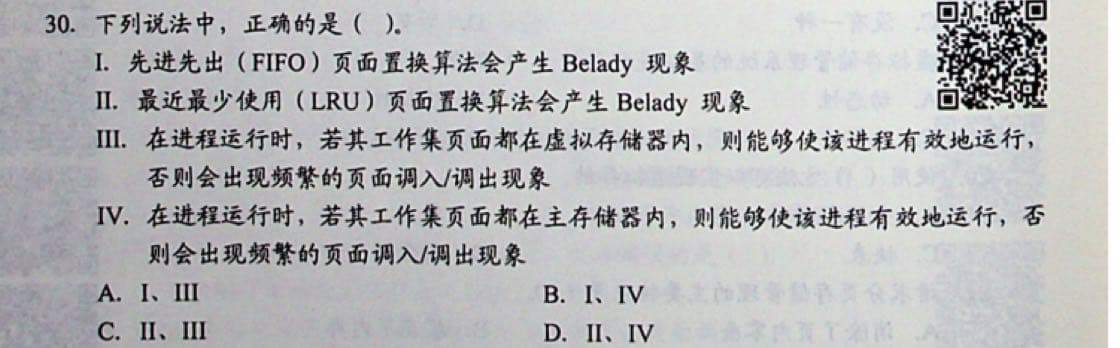 30. 下列说法中，正确的是（ ）。
I. 先进先出（FIFO）页面置换算法会产生 Belady 现象
II. 最近最少使用（LRU）页面置换算法会产生 Belady 现象
III. 在进程运行时，若其工作集页面都在虚拟存储器内，则能够使该进程有效地运行，
否则会出现频繁的页面调入/调出现象
IV. 在进程运行时，若其工作集页面都在主存储器内，则能够使该进程有效地运行，否
则会出现频繁的页面调入/调出现象
A. I、III B. I、IV
C. II、III D. II、IV